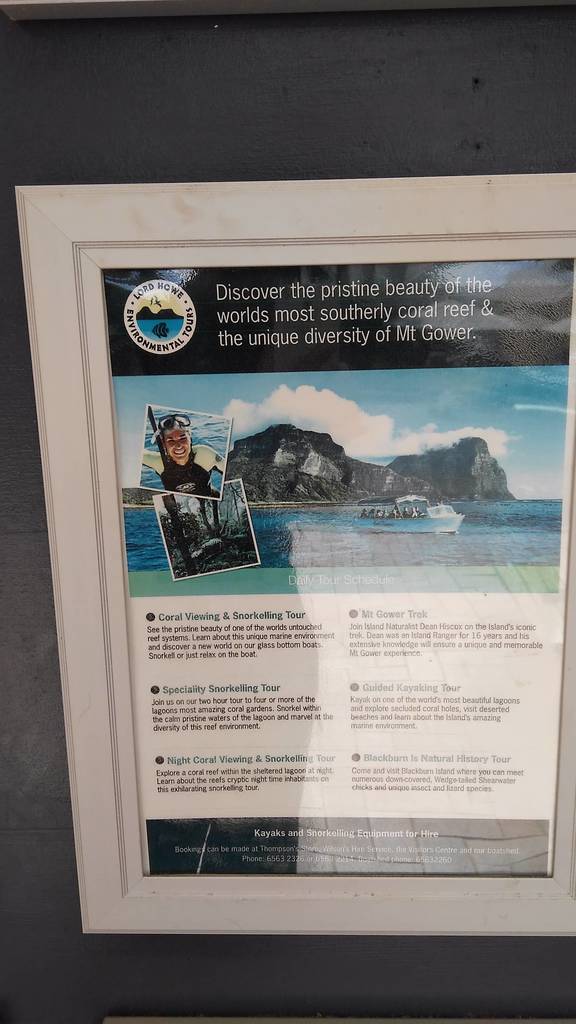 LORD HOWE
ENVIRONMENTAL TOURS
Discover the pristine beauty of the
worlds most southerly coral reef &
the unique diversity of Mt Gower.
Daily Tour Schedule
Coral Viewing & Snorkelling Tour
See the pristine beauty of one of the worlds untouched
reef systems. Learn about this unique marine environment
and discover a new world on our glass bottom boats.
Snorkell or just relax on the boat.
Speciality Snorkelling Tour
Join us on our two hour tour to four or more of the
lagoons most amazing coral gardens. Snorkel within
the calm pristine waters of the lagoon and marvel at the
diversity of this reef environment.
Night Coral Viewing & Snorkelling Tour
Explore a coral reef within the sheltered lagoon at night.
Learn about the reefs cryptic night time inhabitants on
this exhilarating snorkelling tour.
Mt Gower Trek
Join Island Naturalist Dean Hiscox on the Island's iconic
trek. Dean was an Island Ranger for 16 years and his
extensive knowledge will ensure a unique and memorable
Mt Gower experience.
Guided Kayaking Tour
Kayak on one of the world's most beautiful lagoons
and explore secluded coral holes, visit deserted
beaches and learn about the Island's amazing
marine environment.
Blackburn Is Natural History Tour
Come and visit Blackburn Island where you can meet
numerous down-covered, Wedge-tailed Shearwater
chicks and unique insect and lizard species.
Kayaks and Snorkelling Equipment for Hire
Bookings can be made at Thompson's Store, Wilson's Hire Service, the Visitors Centre and our boatshed.
Phone: 6563 2326 or 6563 2214 Boatshed phone: 65632260